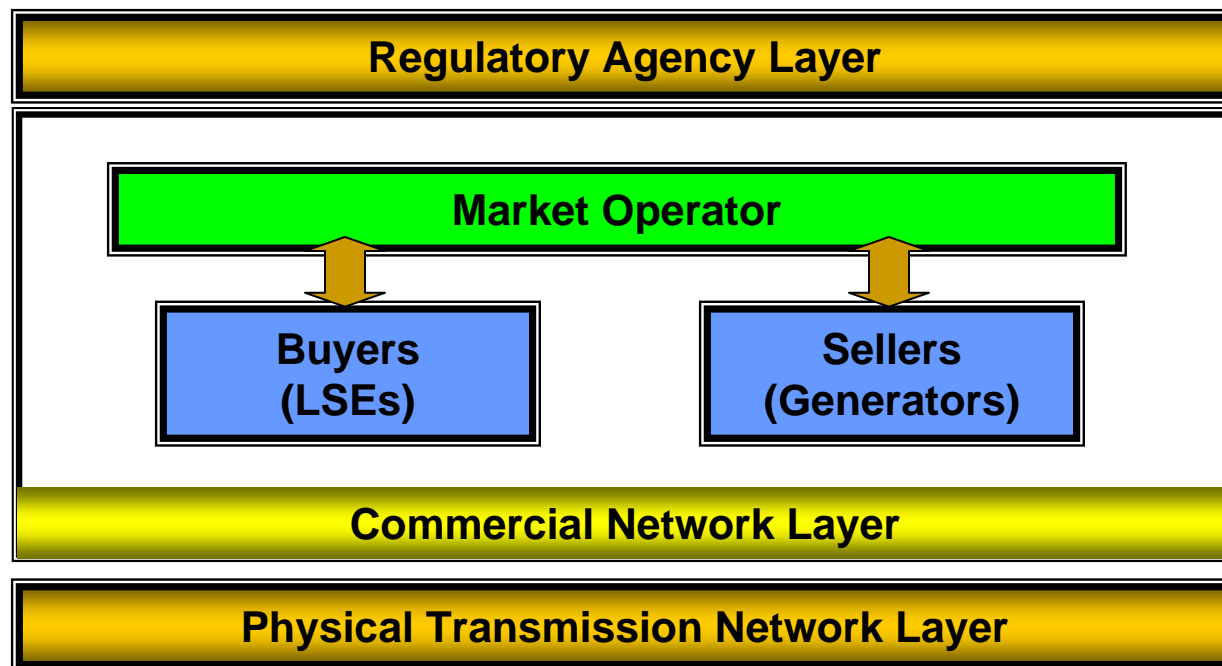 Regulatory Agency Layer
Market Operator
Buyers
(LSEs)
Sellers
(Generators)
Commercial Network Layer
Physical Transmission Network Layer